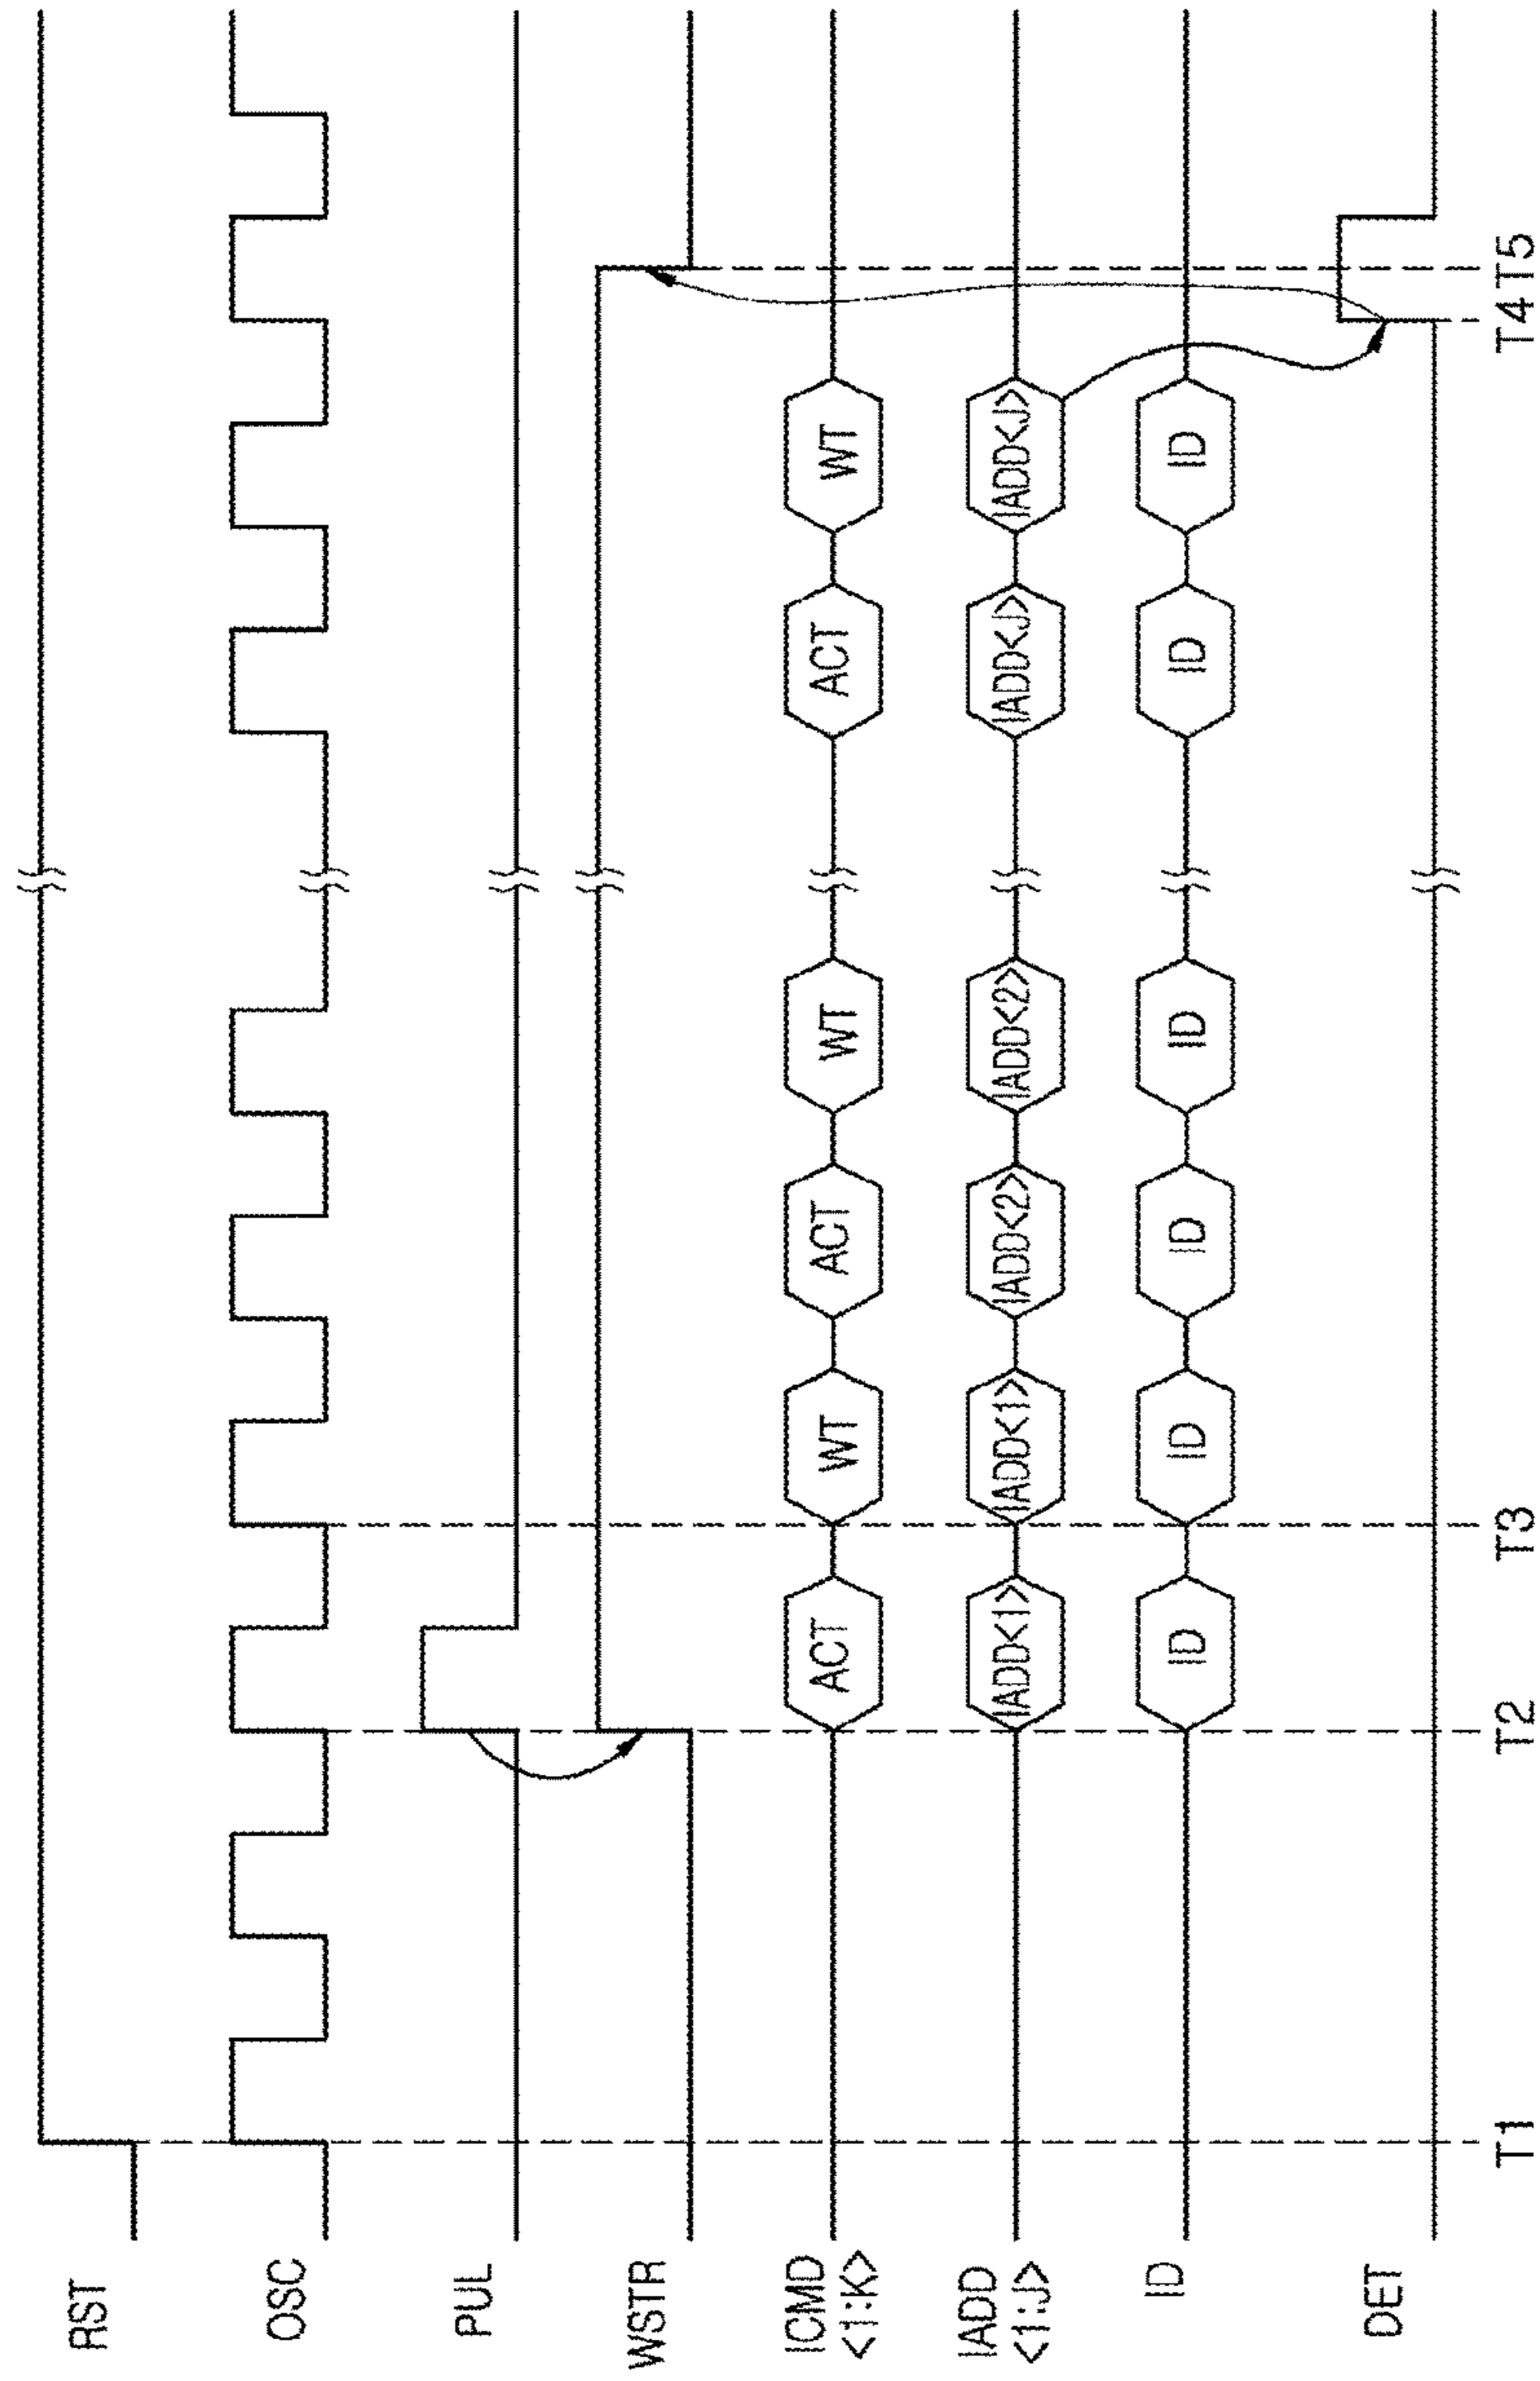 RST
OSC
PUL
WSTR
ICMD
<1:K>
ACT WT ACT WT ACT WT
IADD
<1:J>
IADD<1> IADD<1> IADD<2> IADD<2> IADD<J> IADD<J>
ID
ID ID ID ID ID ID
DET
T1 T2 T3 T4 T5